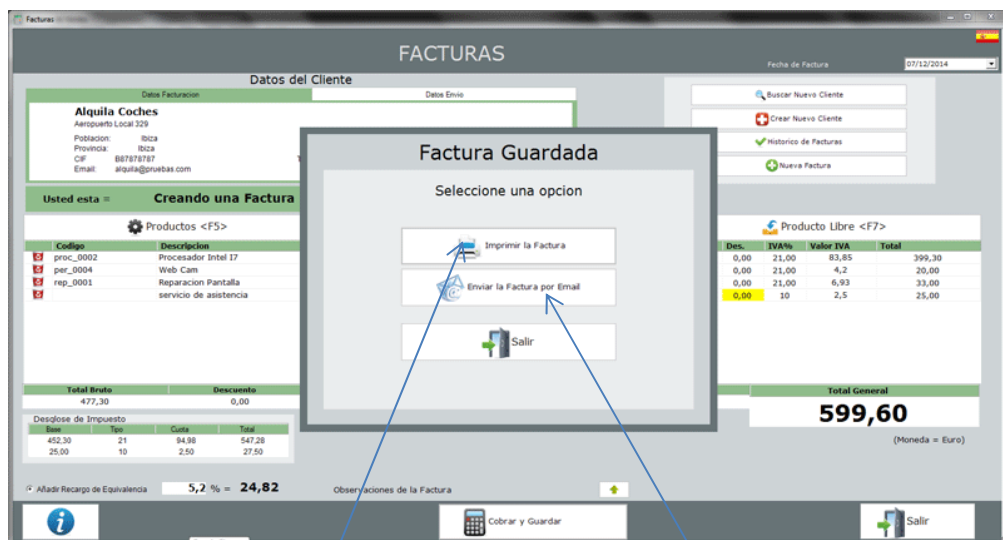 Facturas
FACTURAS
Fecha de Factura
07/12/2014
Datos del Cliente
Datos Facturacion
Datos Envio
Alquila Coches
Aeropuerto Local 329
Poblacion: Ibiza
Provincia: Ibiza
CIF B87878787
Email: alquila@pruebas.com
Buscar Nuevo Cliente
Crear Nuevo Cliente
Historico de Facturas
Nueva Factura
Usted esta = Creando una Factura
Factura Guardada
Seleccione una opcion
Imprimir la Factura
Enviar la Factura por Email
Salir
Productos <F5>
Producto Libre <F7>
Codigo Descripcion Des. IVA% Valor IVA Total
proc_0002 Procesador Intel I7 0,00 21,00 83,85 399,30
per_0004 Web Cam 0,00 21,00 4,2 20,00
rep_0001 Reparacion Pantalla 0,00 21,00 6,93 33,00
servicio de asistencia 0,00 10 2,5 25,00
Total Bruto Descuento Total General
477,30 0,00 599,60
(Moneda = Euro)
Desglose de Impuesto
Base Tipo Cuota Total
452,30 21 94,98 547,28
25,00 10 2,50 27,50
Añadir Recargo de Equivalencia 5,2 % = 24,82
Observaciones de la Factura
Cobrar y Guardar
Salir